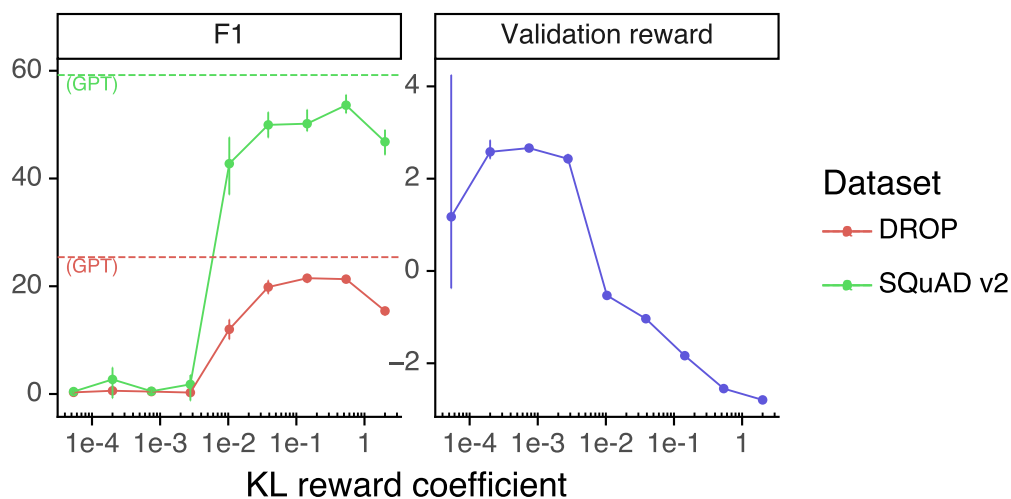 F1
Validation reward
60
40
20
0
(GPT)
(GPT)
4
2
0
−2
1e-4 1e-3 1e-2 1e-1 1
1e-4 1e-3 1e-2 1e-1 1
KL reward coefficient
Dataset
DROP
SQuAD v2